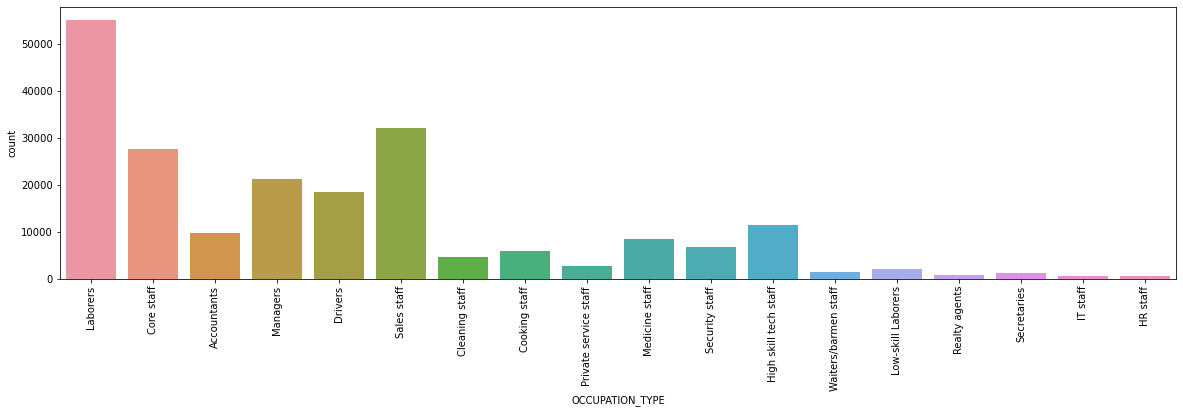 50000
40000
30000
20000
10000
0
count
Laborers
Core staff
Accountants
Managers
Drivers
Sales staff
Cleaning staff
Cooking staff
Private service staff
Medicine staff
Security staff
High skill tech staff
Waiters/barmen staff
Low-skill Laborers
Realty agents
Secretaries
IT staff
HR staff
OCCUPATION_TYPE